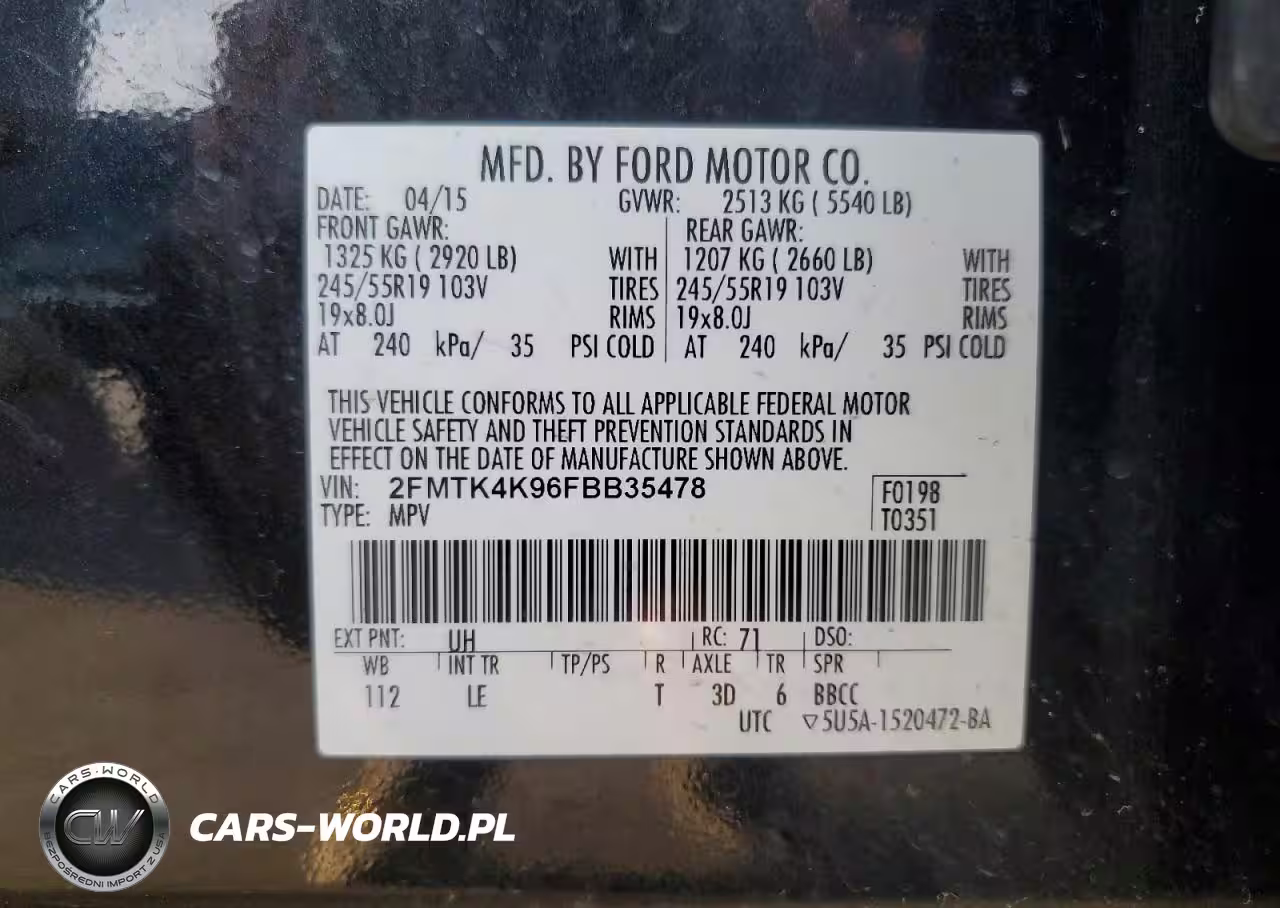 MFD. BY FORD MOTOR CO.
DATE: 04/15 GVWR: 2513 KG ( 5540 LB)
FRONT GAWR: REAR GAWR:
1325 KG ( 2920 LB) WITH 1207 KG ( 2660 LB) WITH
245/55R19 103V TIRES 245/55R19 103V TIRES
19x8.0J RIMS 19x8.0J RIMS
AT 240 kPa/ 35 PSI COLD AT 240 kPa/ 35 PSI COLD
THIS VEHICLE CONFORMS TO ALL APPLICABLE FEDERAL MOTOR
VEHICLE SAFETY AND THEFT PREVENTION STANDARDS IN
EFFECT ON THE DATE OF MANUFACTURE SHOWN ABOVE.
VIN: 2FMTK4K96FBB35478 F0198
TYPE: MPV T0351
EXT PNT: UH RC: 71 DSO:
WB INT TR TP/PS R AXLE TR SPR
112 LE T 3D 6 BBCC
UTC ▽5U5A-1520472-BA
CARS-WORLD
CW
BEZPOŚREDNI IMPORT Z USA
CARS-WORLD.PL